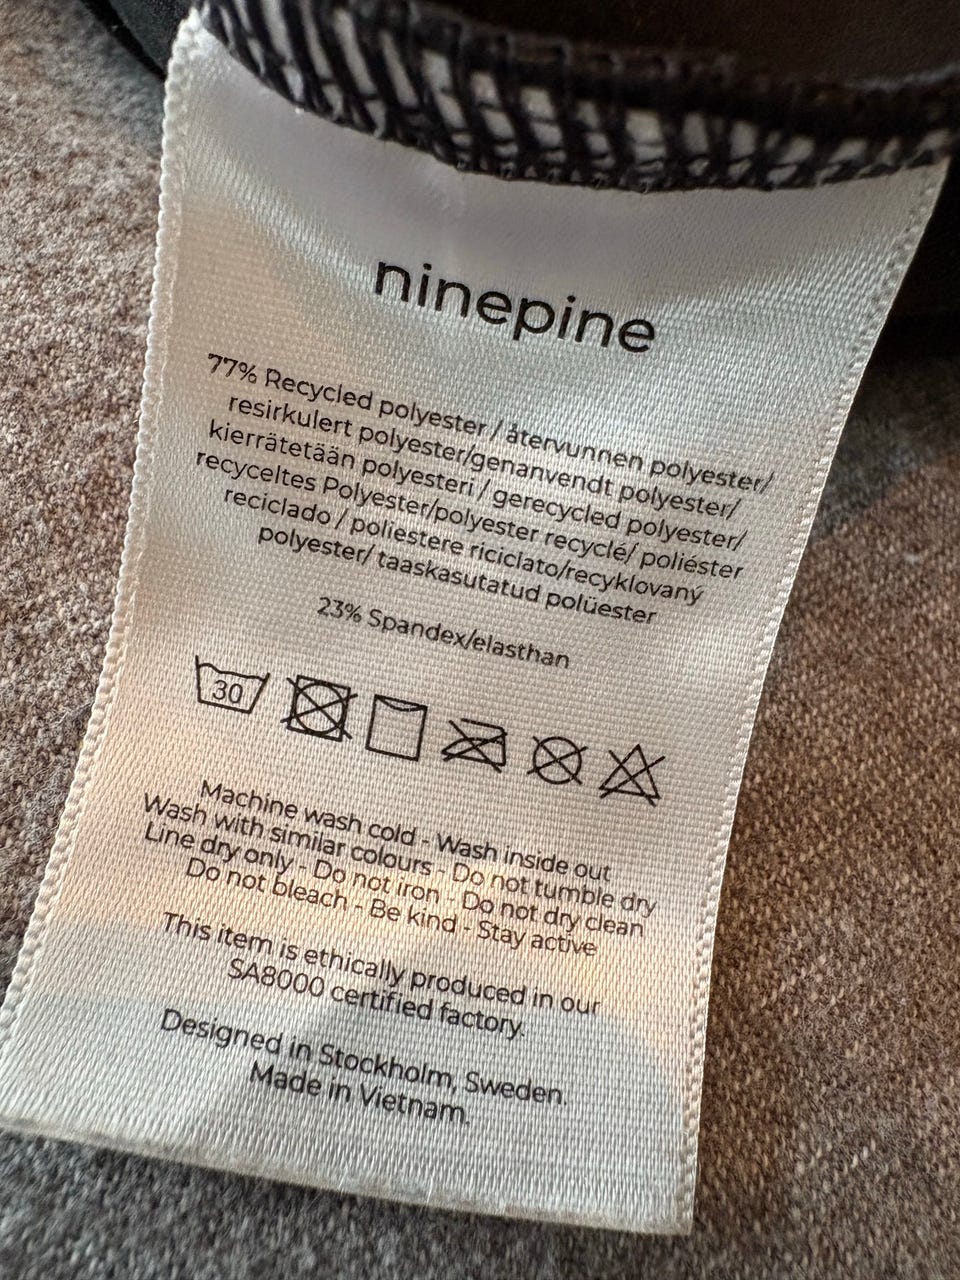 ninepine
77% Recycled polyester / återvunnen polyester/
resirkulert polyester/genanvendt polyester/
kierrätetään polyesteri / gerecycled polyester/
recyceltes Polyester/polyester recyclé/ poliéster
reciclado / poliestere riciclato/recyklovaný
polyester/ taaskasutatud polüester
23% Spandex/elasthan
30
Machine wash cold - Wash inside out
Wash with similar colours - Do not tumble dry
Line dry only - Do not iron - Do not dry clean
Do not bleach - Be kind - Stay active
This item is ethically produced in our
SA8000 certified factory.
Designed in Stockholm, Sweden.
Made in Vietnam.